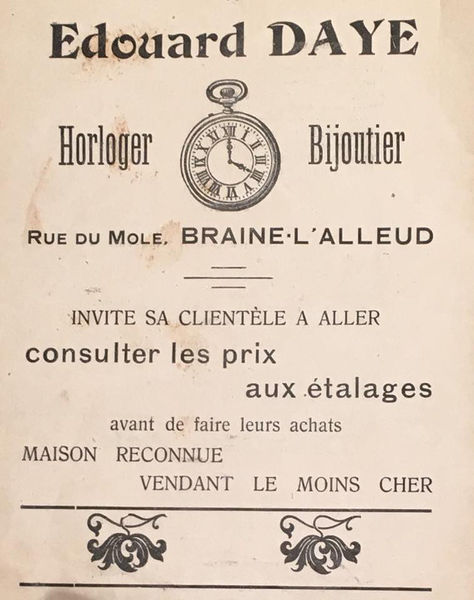 Edouard DAYE
Horloger Bijoutier
RUE DU MOLE, BRAINE-L'ALLEUD
INVITE SA CLIENTÈLE A ALLER
consulter les prix
aux étalages
avant de faire leurs achats
MAISON RECONNUE
VENDANT LE MOINS CHER